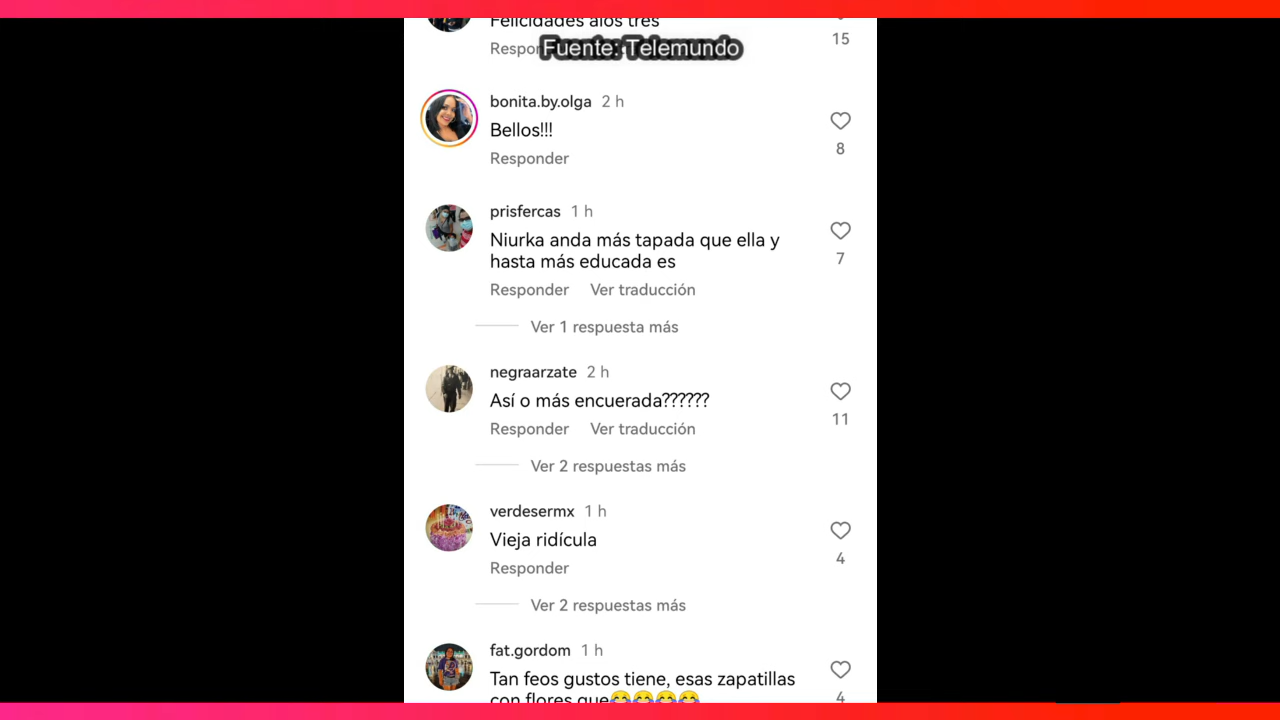 Felicidades alos tres
15
Respon
Fuente: Telemundo
bonita.by.olga 2 h
Bellos!!!
8
Responder
prisfercas 1 h
Niurka anda más tapada que ella y
hasta más educada es
7
Responder Ver traducción
Ver 1 respuesta más
negraarzate 2 h
Así o más encuerada??????
11
Responder Ver traducción
Ver 2 respuestas más
verdesermx 1 h
Vieja ridícula
4
Responder
Ver 2 respuestas más
fat.gordom 1 h
Tan feos gustos tiene, esas zapatillas
con flores que😂😂😂😂
4